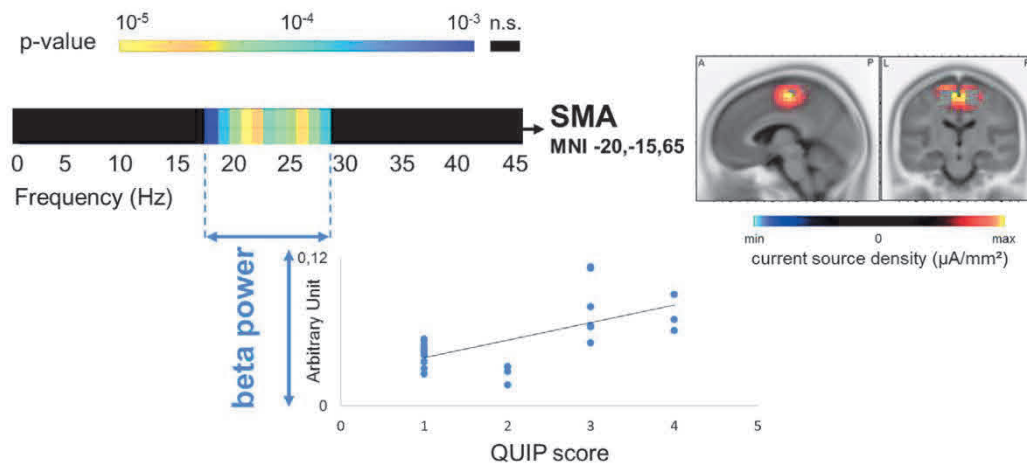 10-5 10-4 10-3 n.s.
p-value
A P L R
SMA
MNI -20,-15,65
0 5 10 15 20 25 30 35 40 45
Frequency (Hz)
min 0 max
current source density (µA/mm²)
beta power
Arbitrary Unit
0,12
0
0 1 2 3 4 5
QUIP score